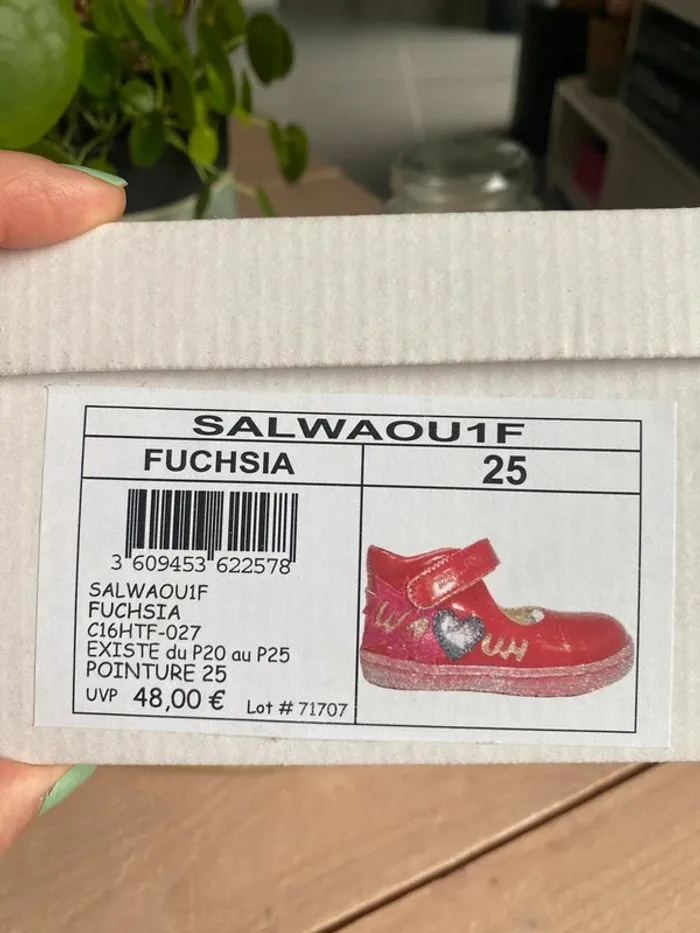 SALWAOU1F
FUCHSIA
25
3 609453 622578
SALWAOU1F
FUCHSIA
C16HTF-027
EXISTE du P20 au P25
POINTURE 25
UVP 48,00 € Lot # 71707